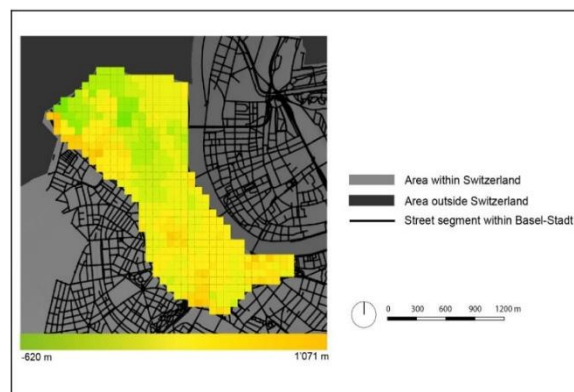 Area within Switzerland
Area outside Switzerland
Street segment within Basel-Stadt
0 300 600 900 1200 m
-620 m 1'071 m